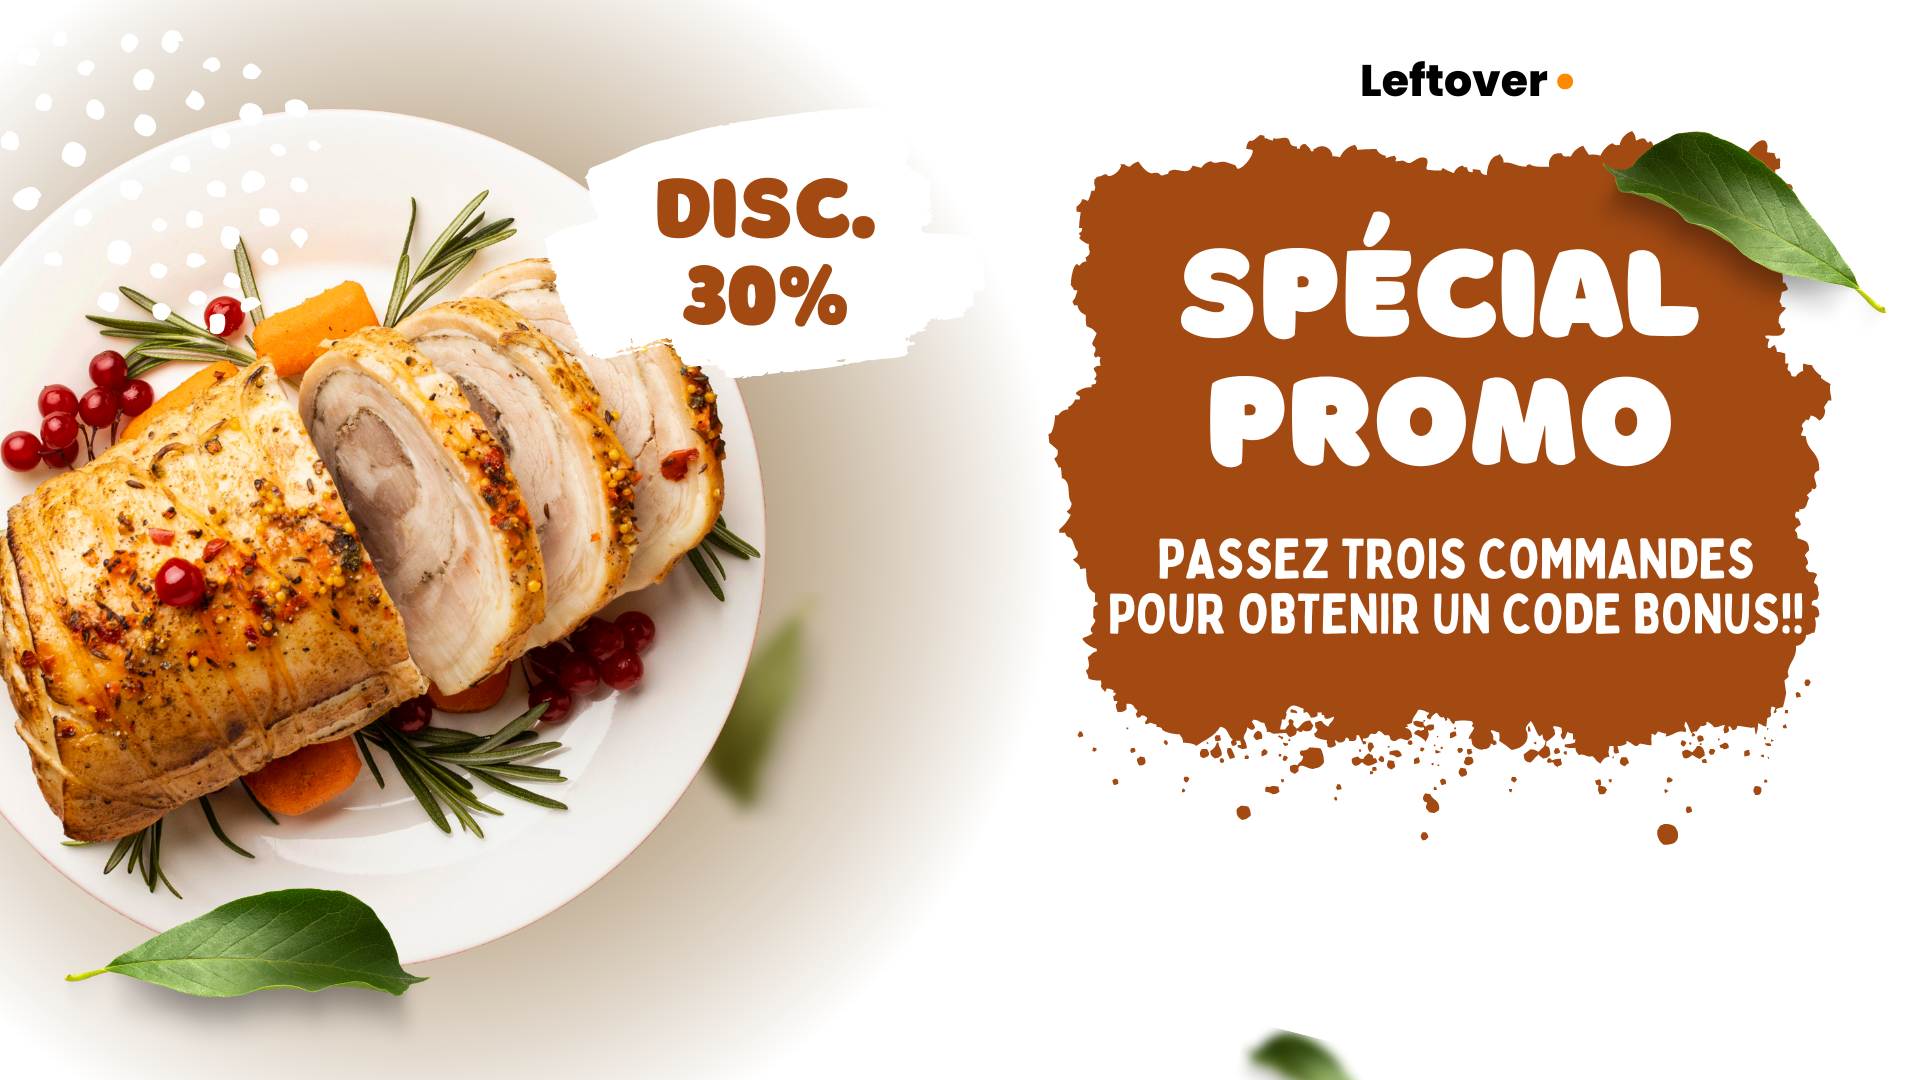 Leftover
DISC.
30%
SPÉCIAL
PROMO
PASSEZ TROIS COMMANDES
POUR OBTENIR UN CODE BONUS!!